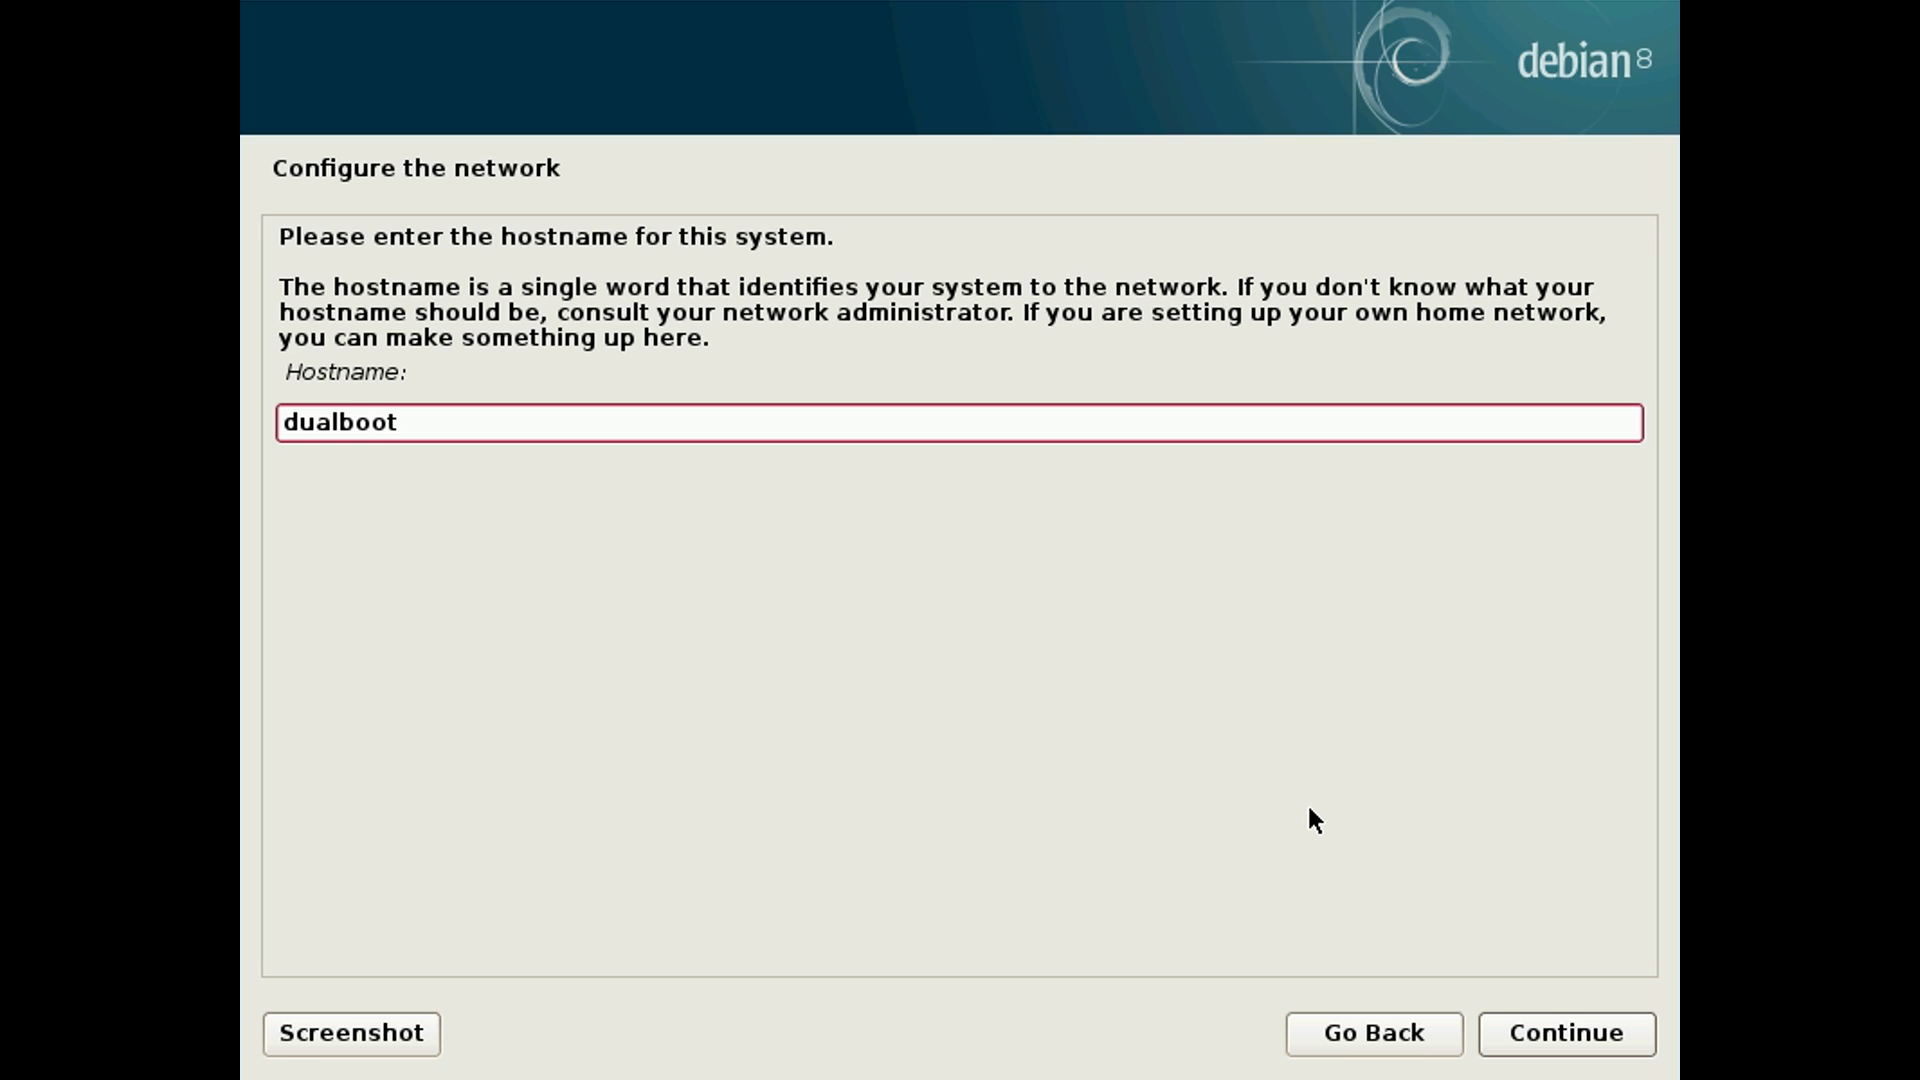 debian 8
Configure the network
Please enter the hostname for this system.
The hostname is a single word that identifies your system to the network. If you don't know what your
hostname should be, consult your network administrator. If you are setting up your own home network,
you can make something up here.
Hostname:
dualboot
Screenshot
Go Back
Continue